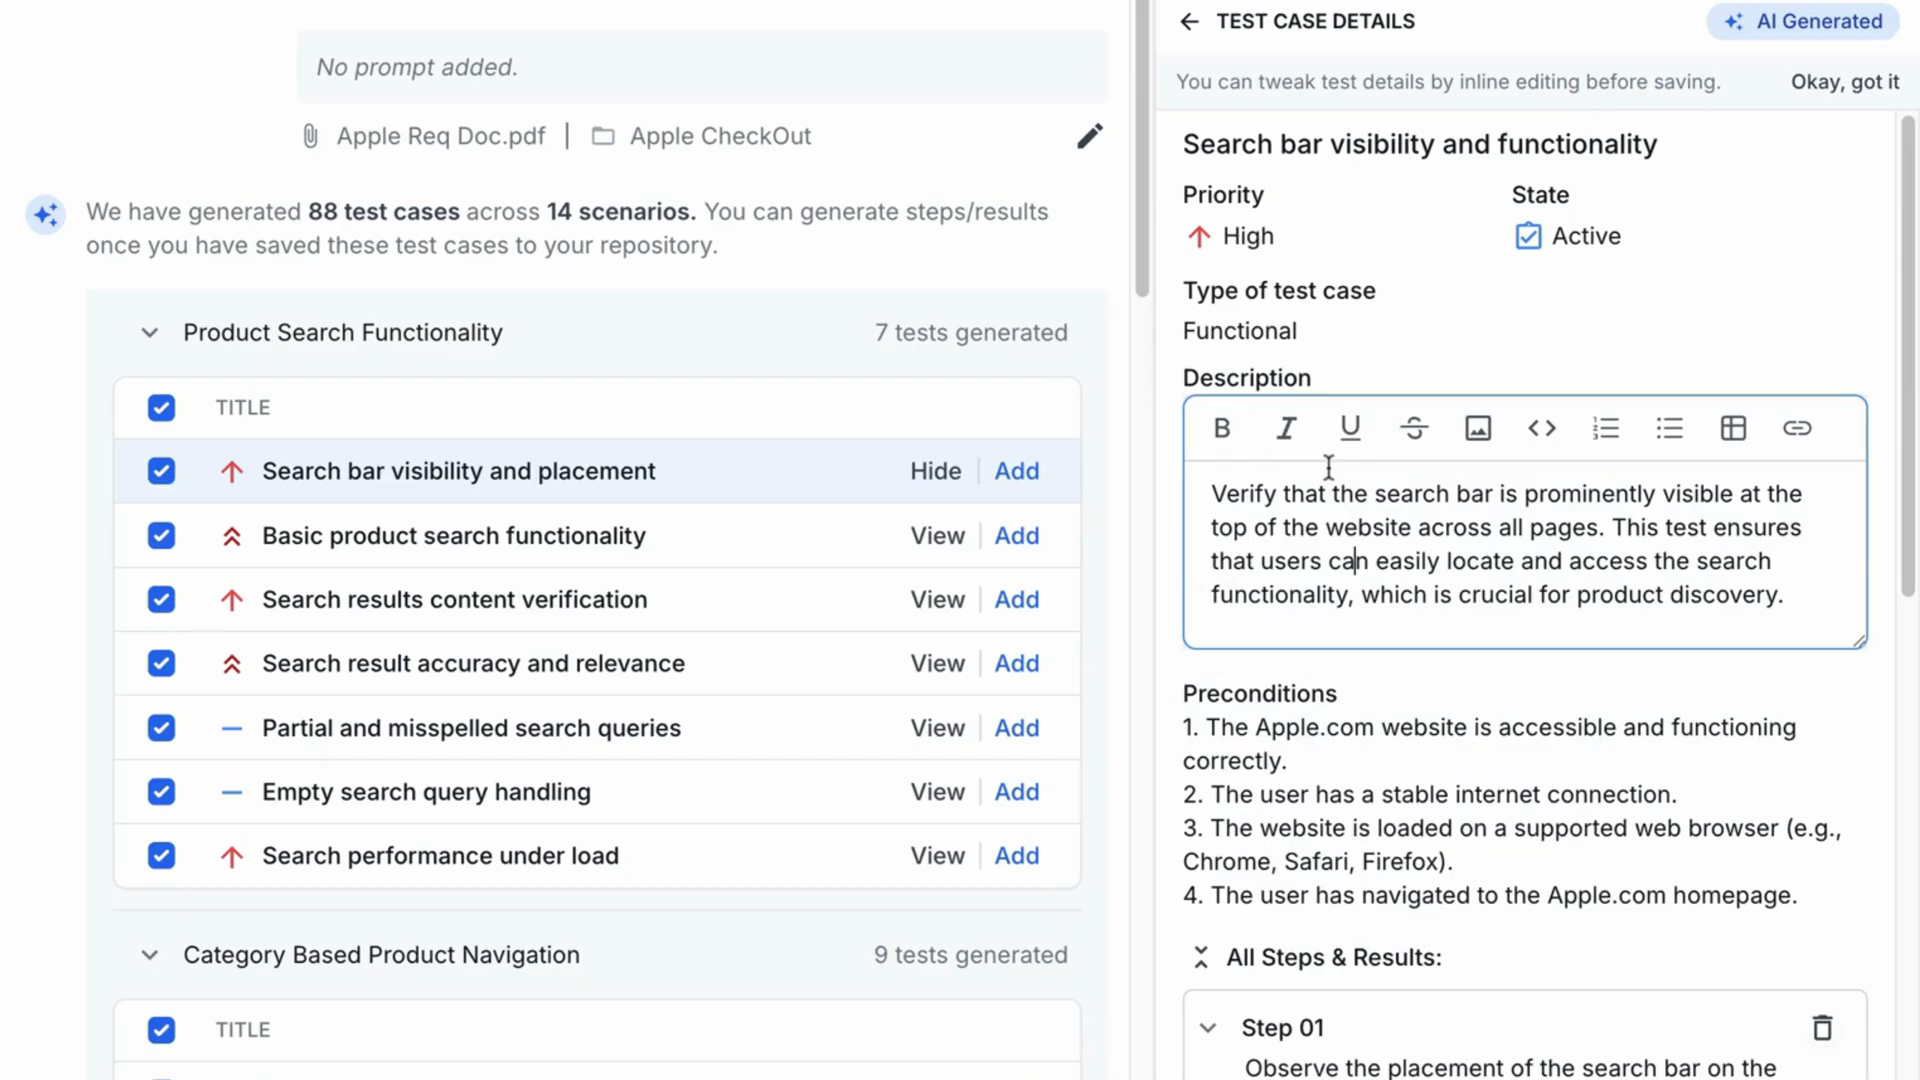 No prompt added.
Apple Req Doc.pdf | Apple CheckOut
We have generated 88 test cases across 14 scenarios. You can generate steps/results
once you have saved these test cases to your repository.
Product Search Functionality 7 tests generated
TITLE
Search bar visibility and placement Hide Add
Basic product search functionality View Add
Search results content verification View Add
Search result accuracy and relevance View Add
Partial and misspelled search queries View Add
Empty search query handling View Add
Search performance under load View Add
Category Based Product Navigation 9 tests generated
TITLE
TEST CASE DETAILS AI Generated
You can tweak test details by inline editing before saving. Okay, got it
Search bar visibility and functionality
Priority State
High Active
Type of test case
Functional
Description
Verify that the search bar is prominently visible at the
top of the website across all pages. This test ensures
that users can easily locate and access the search
functionality, which is crucial for product discovery.
Preconditions
1. The Apple.com website is accessible and functioning
correctly.
2. The user has a stable internet connection.
3. The website is loaded on a supported web browser (e.g.,
Chrome, Safari, Firefox).
4. The user has navigated to the Apple.com homepage.
All Steps & Results:
Step 01
Observe the placement of the search bar on the